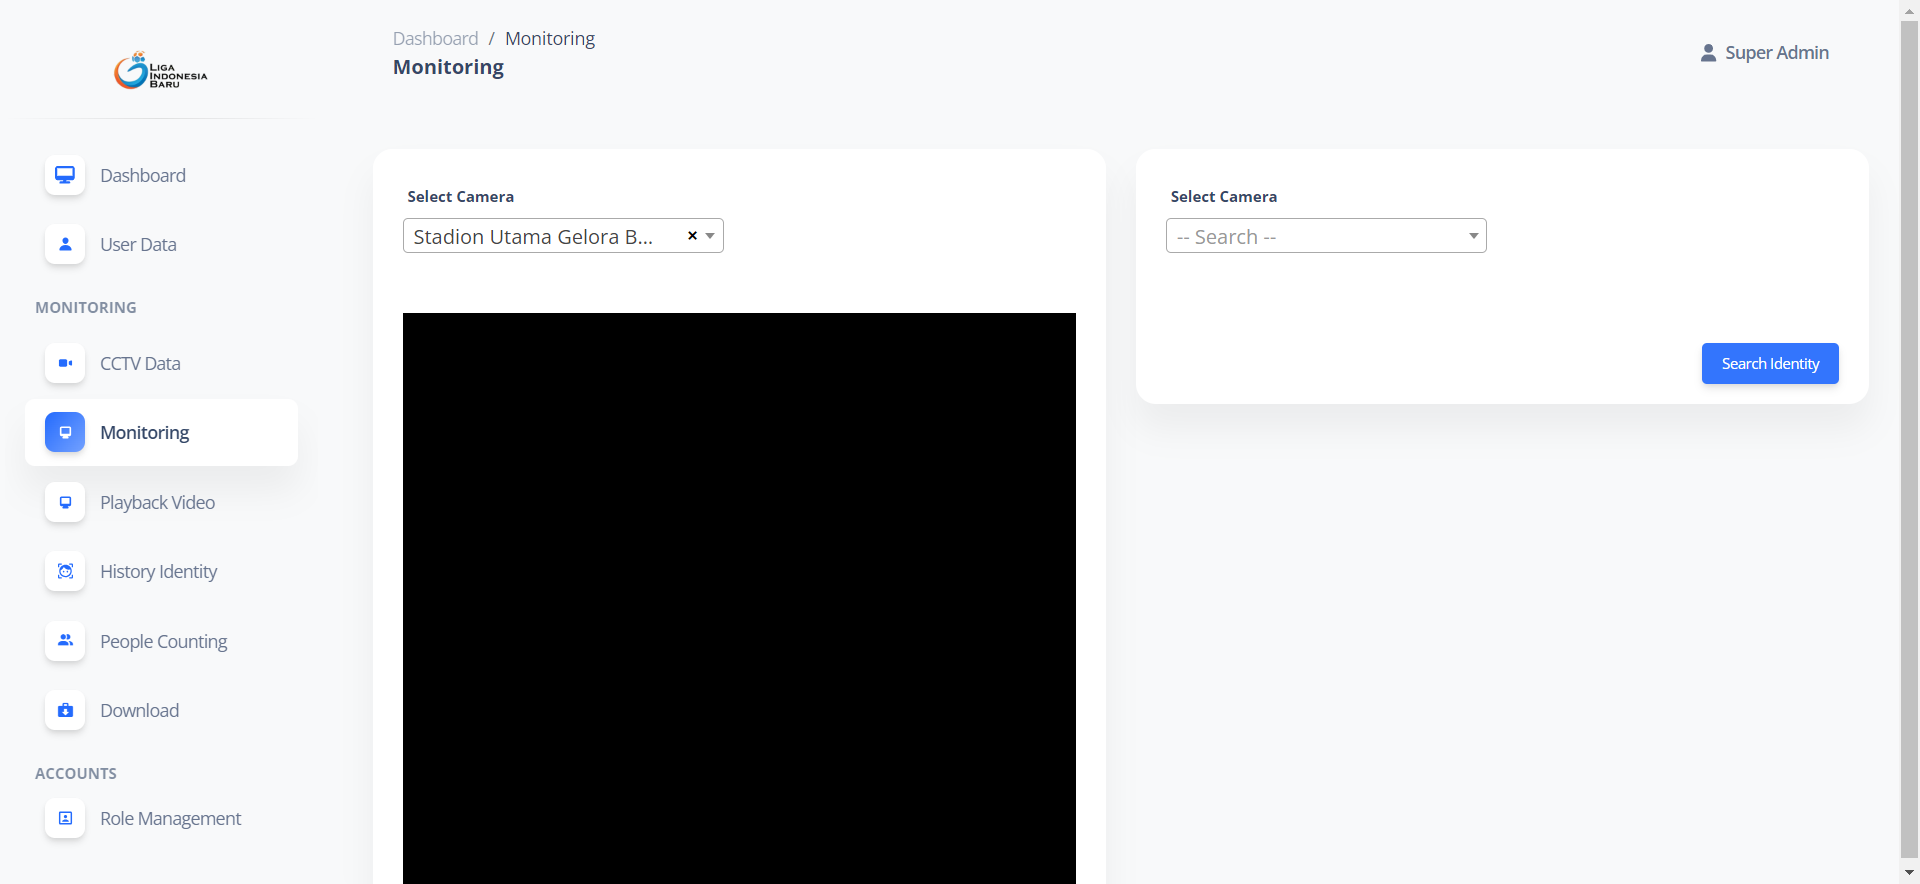 LIGA
INDONESIA
BARU
Dashboard / Monitoring
Monitoring
Super Admin
Dashboard
User Data
MONITORING
CCTV Data
Monitoring
Playback Video
History Identity
People Counting
Download
ACCOUNTS
Role Management
Select Camera
Stadion Utama Gelora B... ×
Select Camera
-- Search --
Search Identity